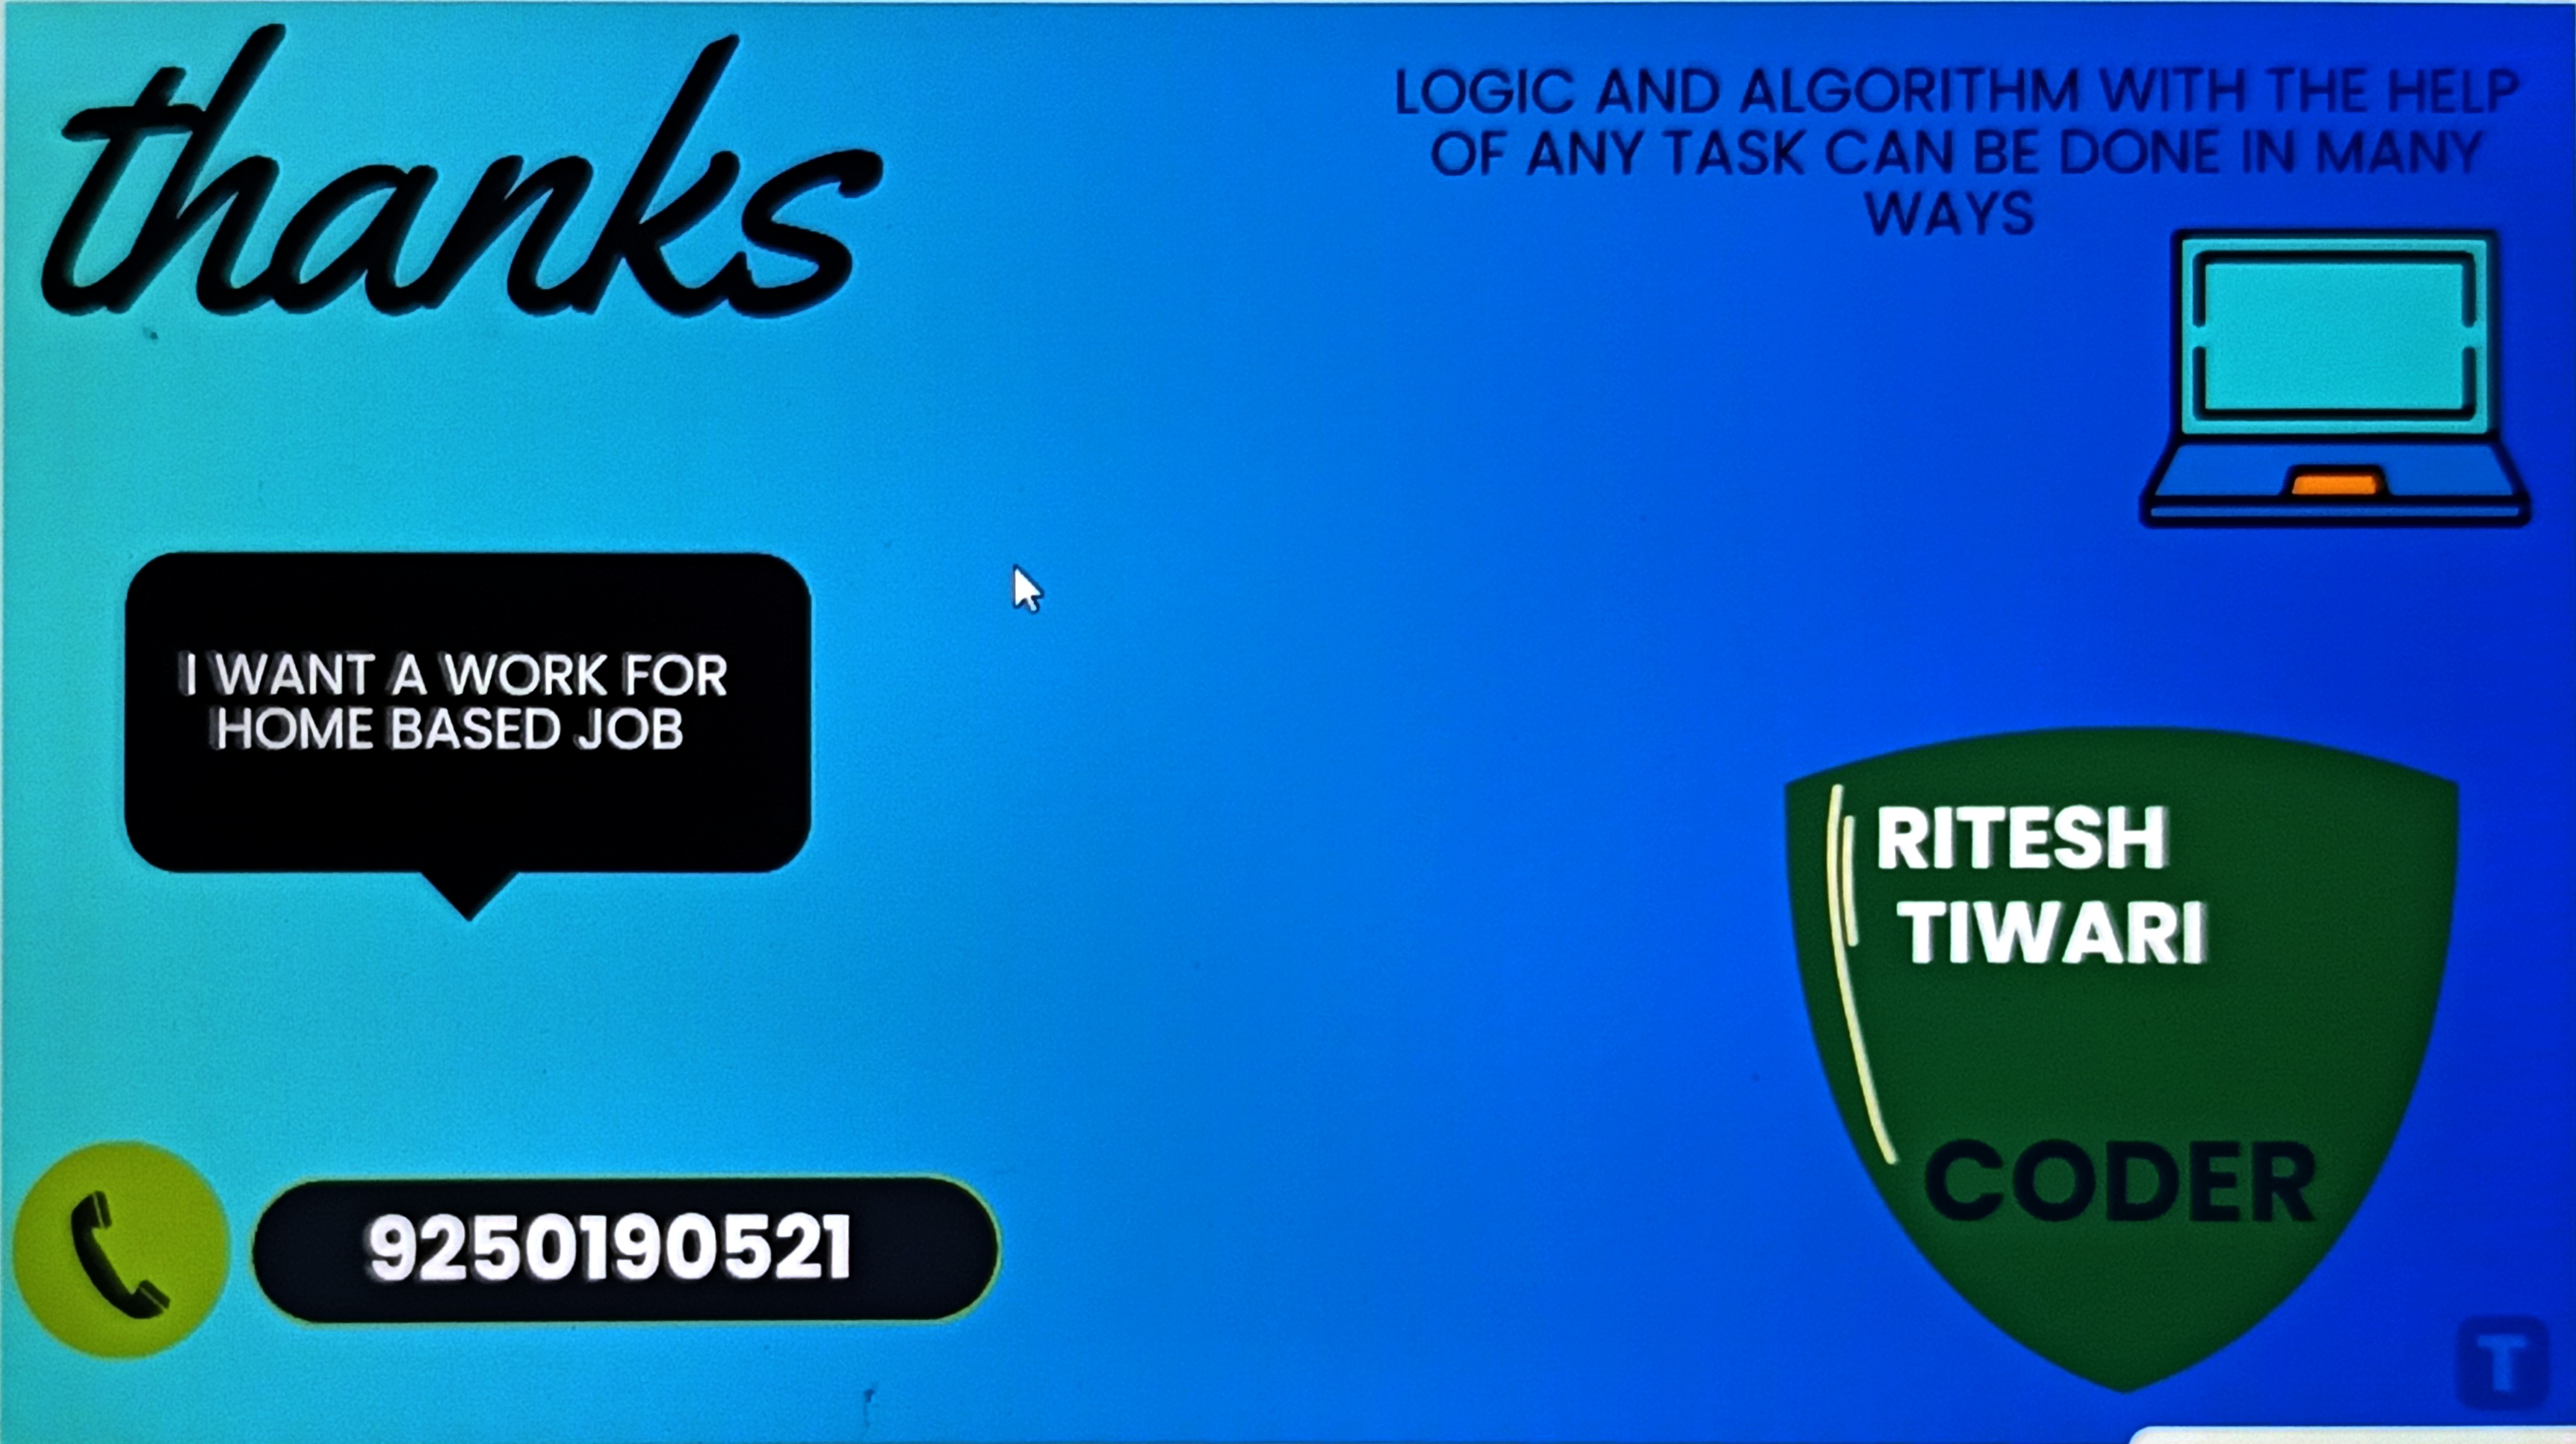 thanks
LOGIC AND ALGORITHM WITH THE HELP
OF ANY TASK CAN BE DONE IN MANY
WAYS
I WANT A WORK FOR
HOME BASED JOB
RITESH
TIWARI
CODER
9250190521
T